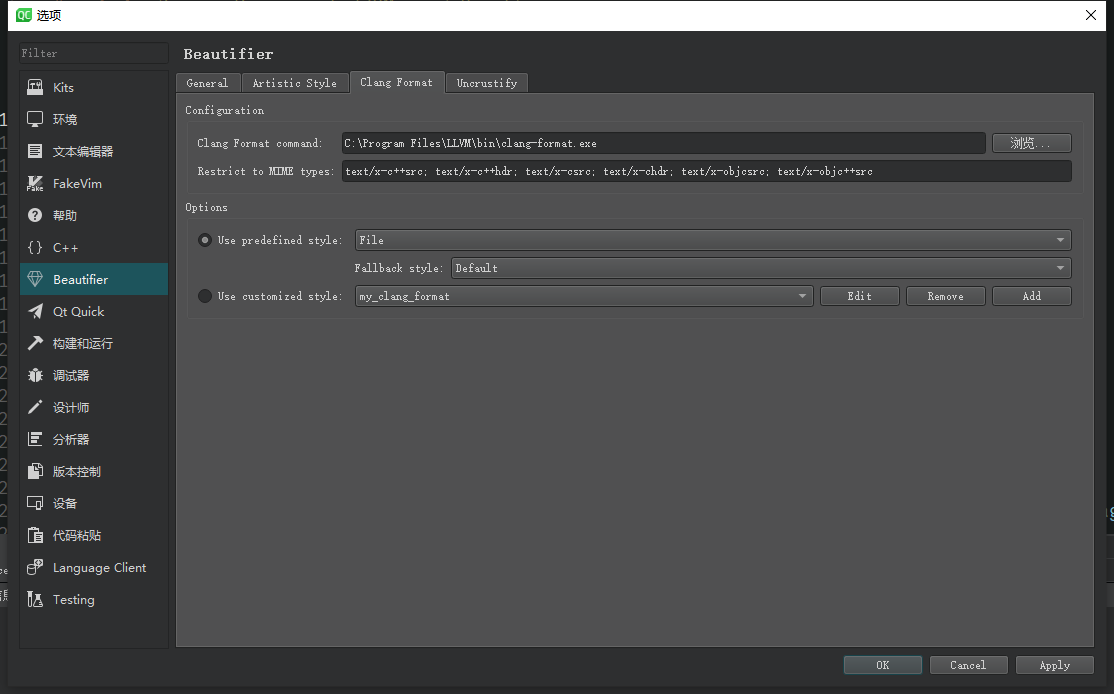 QC 选项
Filter
Kits
环境
文本编辑器
FakeVim
帮助
C++
Beautifier
Qt Quick
构建和运行
调试器
设计师
分析器
版本控制
设备
代码粘贴
Language Client
Testing
Beautifier
General Artistic Style Clang Format Uncrustify
Configuration
Clang Format command: C:\Program Files\LLVM\bin\clang-format.exe 浏览...
Restrict to MIME types: text/x-c++src; text/x-c++hdr; text/x-csrc; text/x-chdr; text/x-objcsrc; text/x-objc++src
Options
Use predefined style: File
Fallback style: Default
Use customized style: my_clang_format Edit Remove Add
OK Cancel Apply